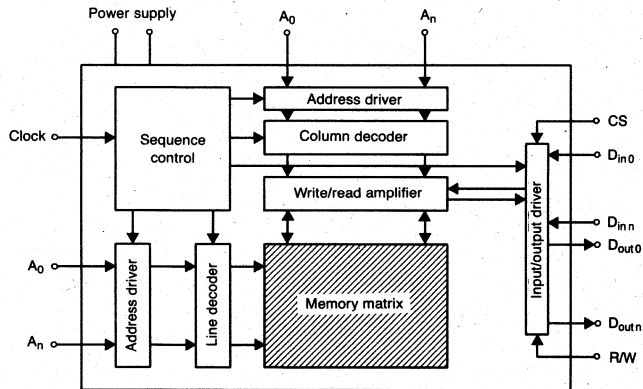 Power supply
A0
An
Address driver
Clock
Sequence
control
Column decoder
CS
Din 0
Write/read amplifier
Din n
Dout 0
Input/output driver
A0
Address driver
Line decoder
Memory matrix
An
Dout n
R/W